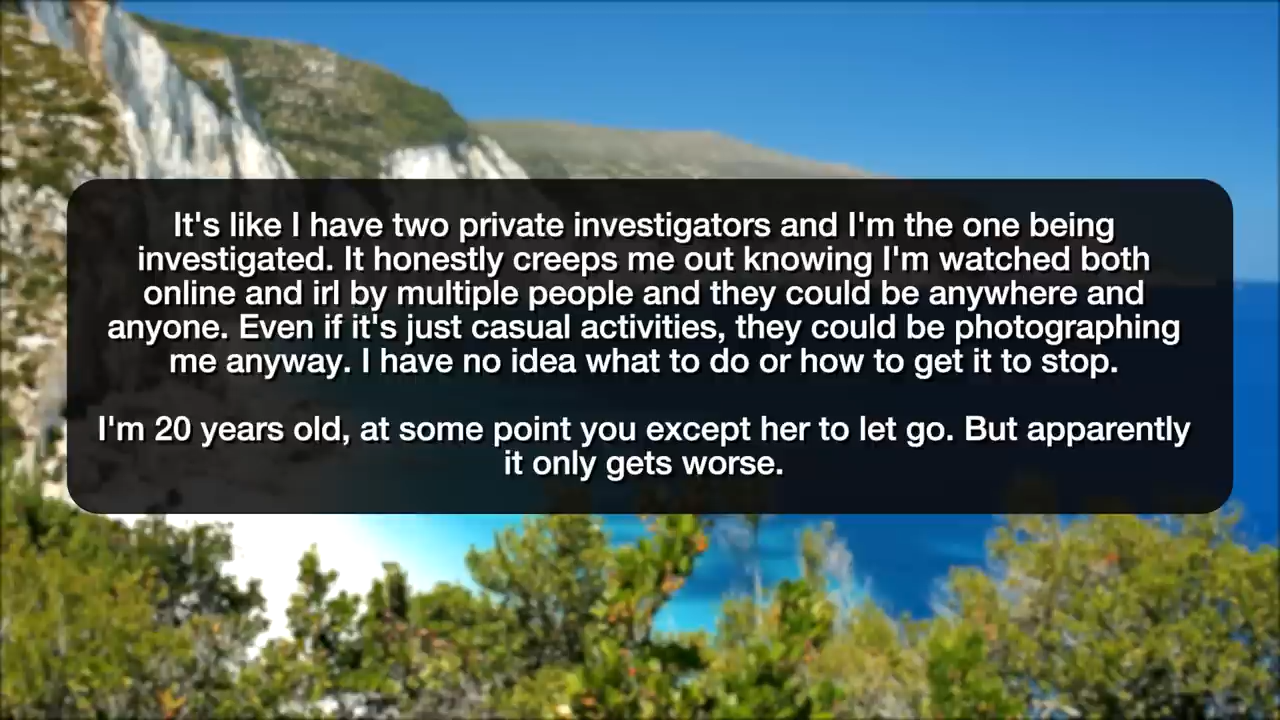 It's like I have two private investigators and I'm the one being
investigated. It honestly creeps me out knowing I'm watched both
online and irl by multiple people and they could be anywhere and
anyone. Even if it's just casual activities, they could be photographing
me anyway. I have no idea what to do or how to get it to stop.
I'm 20 years old, at some point you except her to let go. But apparently
it only gets worse.